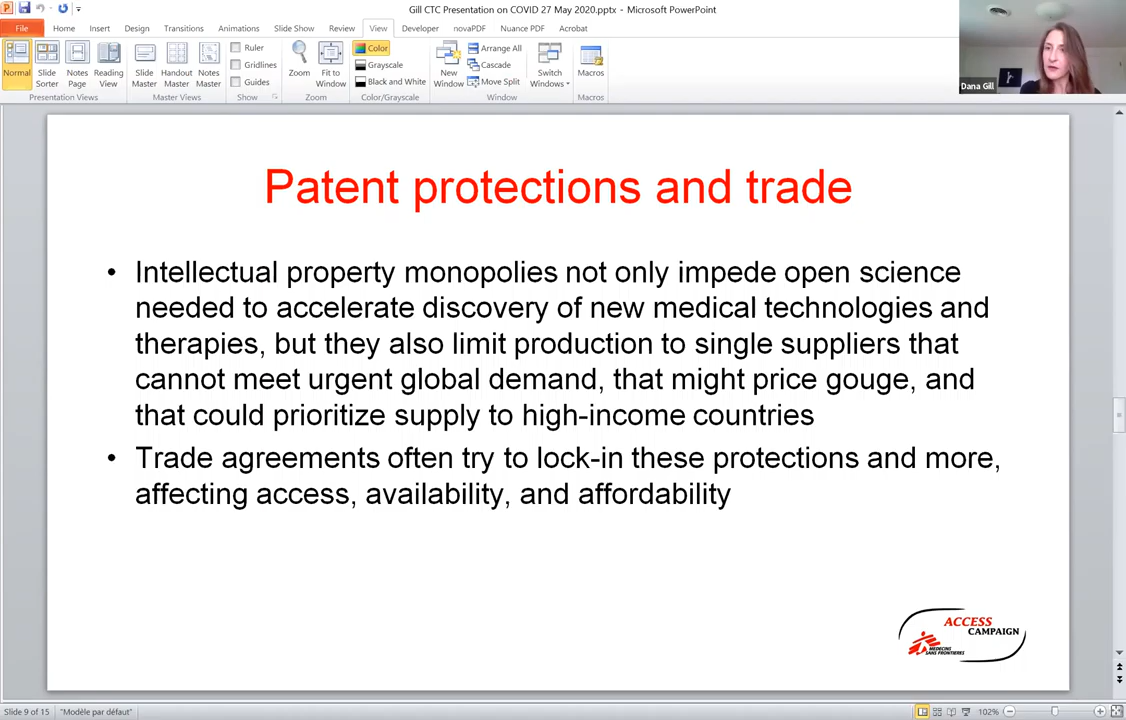 Gill CTC Presentation on COVID 27 May 2020.pptx - Microsoft PowerPoint
File Home Insert Design Transitions Animations Slide Show Review View Developer novaPDF Nuance PDF Acrobat
Normal
Slide Sorter
Notes Page
Reading View
Presentation Views
Slide Master
Handout Master
Notes Master
Master Views
Ruler
Gridlines
Guides
Show
Zoom
Fit to Window
Zoom
Color
Grayscale
Black and White
Color/Grayscale
New Window
Arrange All
Cascade
Move Split
Switch Windows
Window
Macros
Macros
Dana Gill
Patent protections and trade
• Intellectual property monopolies not only impede open science
needed to accelerate discovery of new medical technologies and
therapies, but they also limit production to single suppliers that
cannot meet urgent global demand, that might price gouge, and
that could prioritize supply to high-income countries
• Trade agreements often try to lock-in these protections and more,
affecting access, availability, and affordability
ACCESS
CAMPAIGN
MEDECINS
SANS FRONTIERES
Slide 9 of 15 "Modèle par défaut" 102%